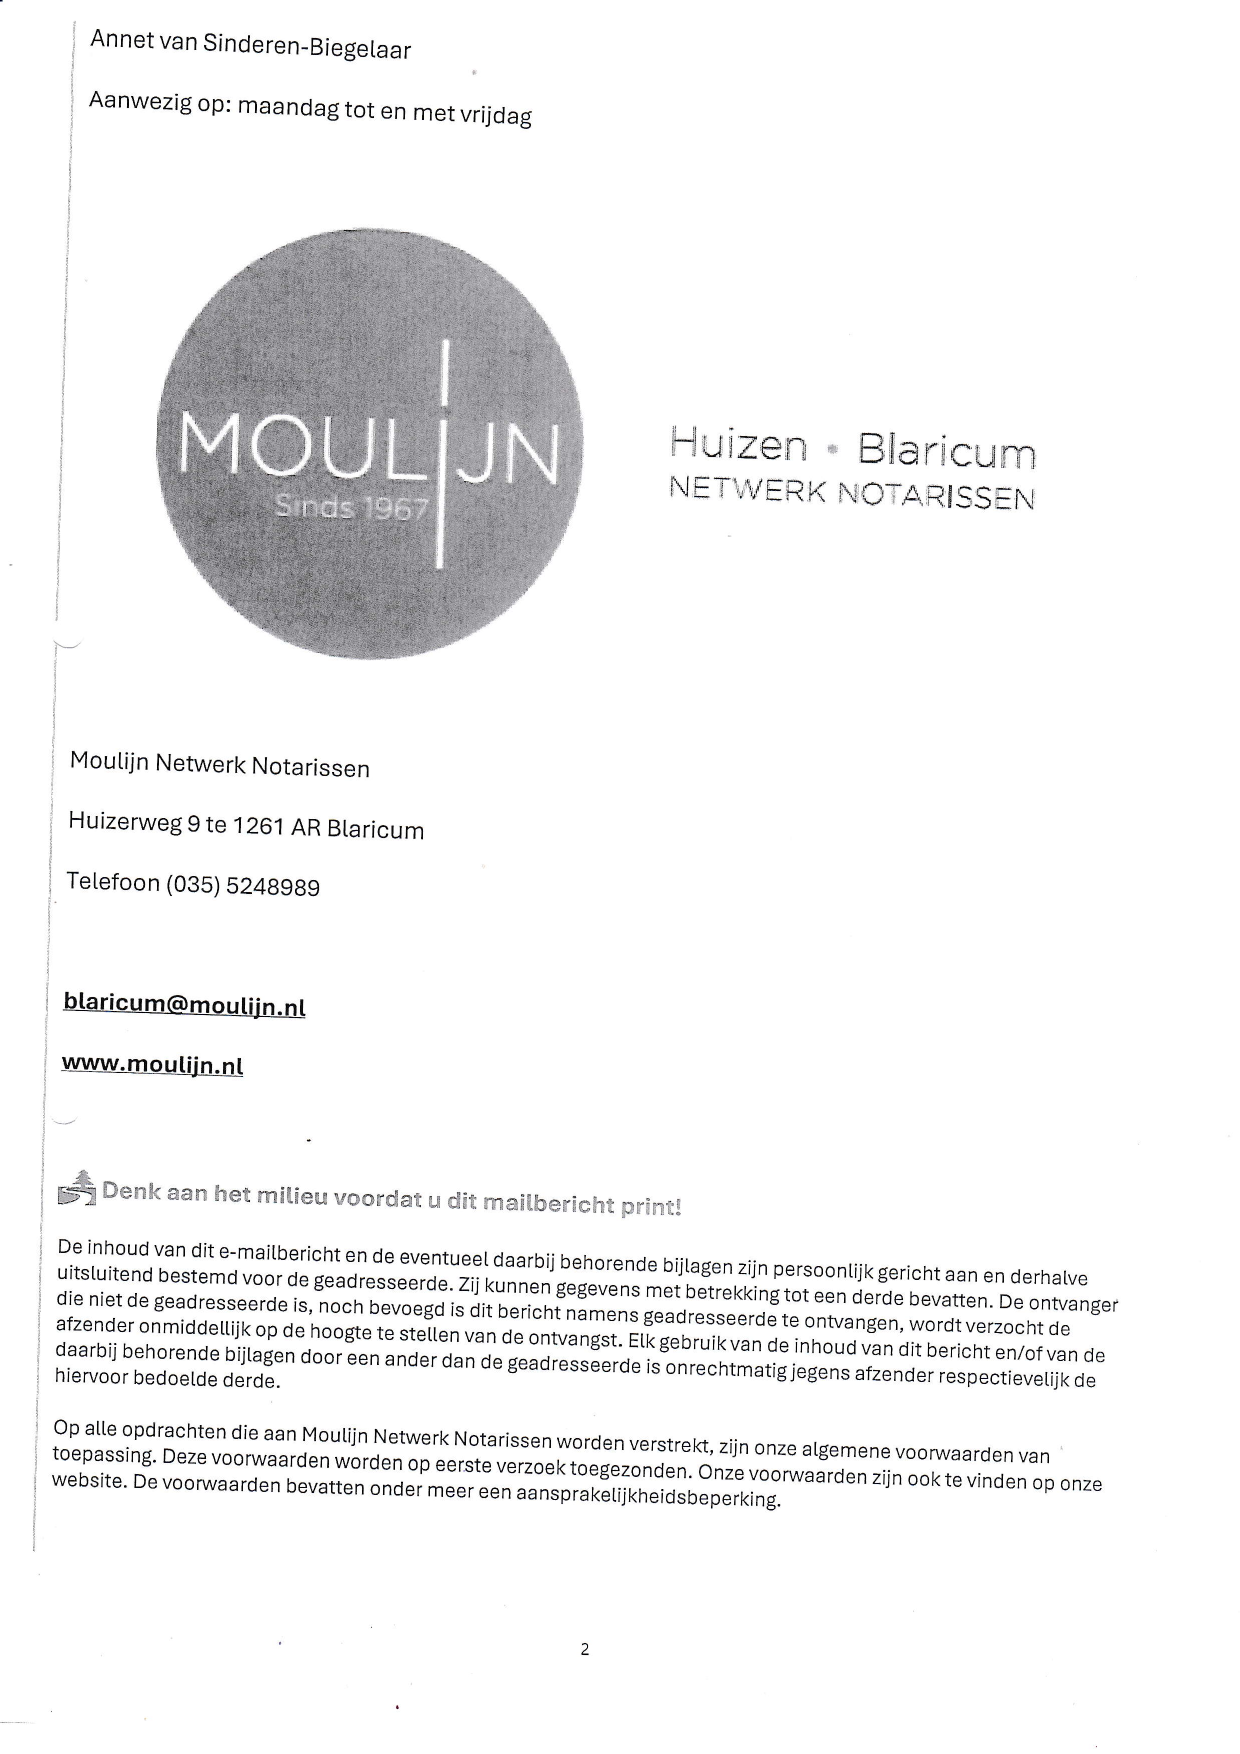 Annet van Sinderen-Biegelaar
Aanwezig op: maandag tot en met vrijdag
MOULIJN
Sinds 1967
Huizen • Blaricum
NETWERK NOTARISSEN
Moulijn Netwerk Notarissen
Huizerweg 9 te 1261 AR Blaricum
Telefoon (035) 5248989
blaricum@moulijn.nl
www.moulijn.nl
Denk aan het milieu voordat u dit mailbericht print!
De inhoud van dit e-mailbericht en de eventueel daarbij behorende bijlagen zijn persoonlijk gericht aan en derhalve
uitsluitend bestemd voor de geadresseerde. Zij kunnen gegevens met betrekking tot een derde bevatten. De ontvanger
die niet de geadresseerde is, noch bevoegd is dit bericht namens geadresseerde te ontvangen, wordt verzocht de
afzender onmiddellijk op de hoogte te stellen van de ontvangst. Elk gebruik van de inhoud van dit bericht en/of van de
daarbij behorende bijlagen door een ander dan de geadresseerde is onrechtmatig jegens afzender respectievelijk de
hiervoor bedoelde derde.
Op alle opdrachten die aan Moulijn Netwerk Notarissen worden verstrekt, zijn onze algemene voorwaarden van
toepassing. Deze voorwaarden worden op eerste verzoek toegezonden. Onze voorwaarden zijn ook te vinden op onze
website. De voorwaarden bevatten onder meer een aansprakelijkheidsbeperking.
2